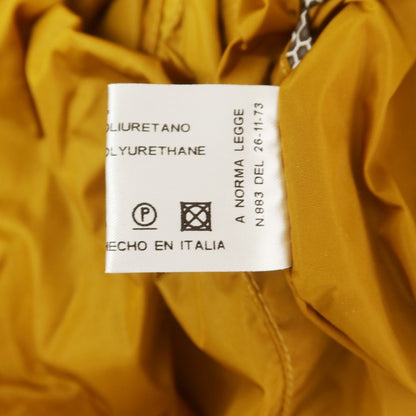 OLIURETANO
OLYURETHANE
P
HECHO EN ITALIA
A NORMA LEGGE
N 883 DEL 26-11-73